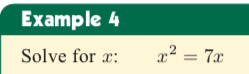 Example 4
Solve for x: x² = 7x